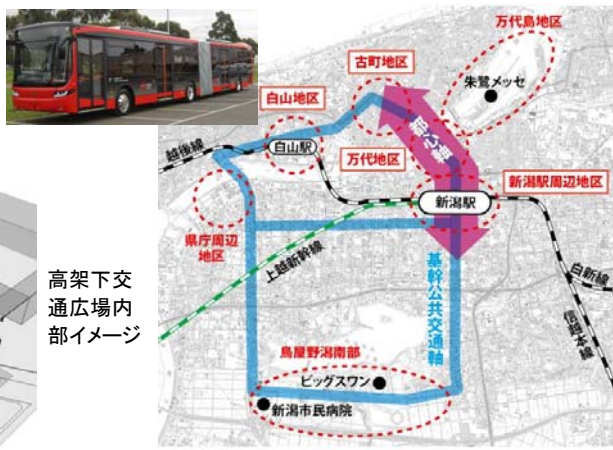 万代島地区
古町地区
朱鷺メッセ
白山地区
都心軸
越後線
白山駅
万代地区
新潟駅周辺地区
新潟駅
県庁周辺
地区
上越新幹線
高架下交
通広場内
部イメージ
基幹公共交通軸
白新線
信越本線
鳥屋野潟南部
ビッグスワン
新潟市民病院